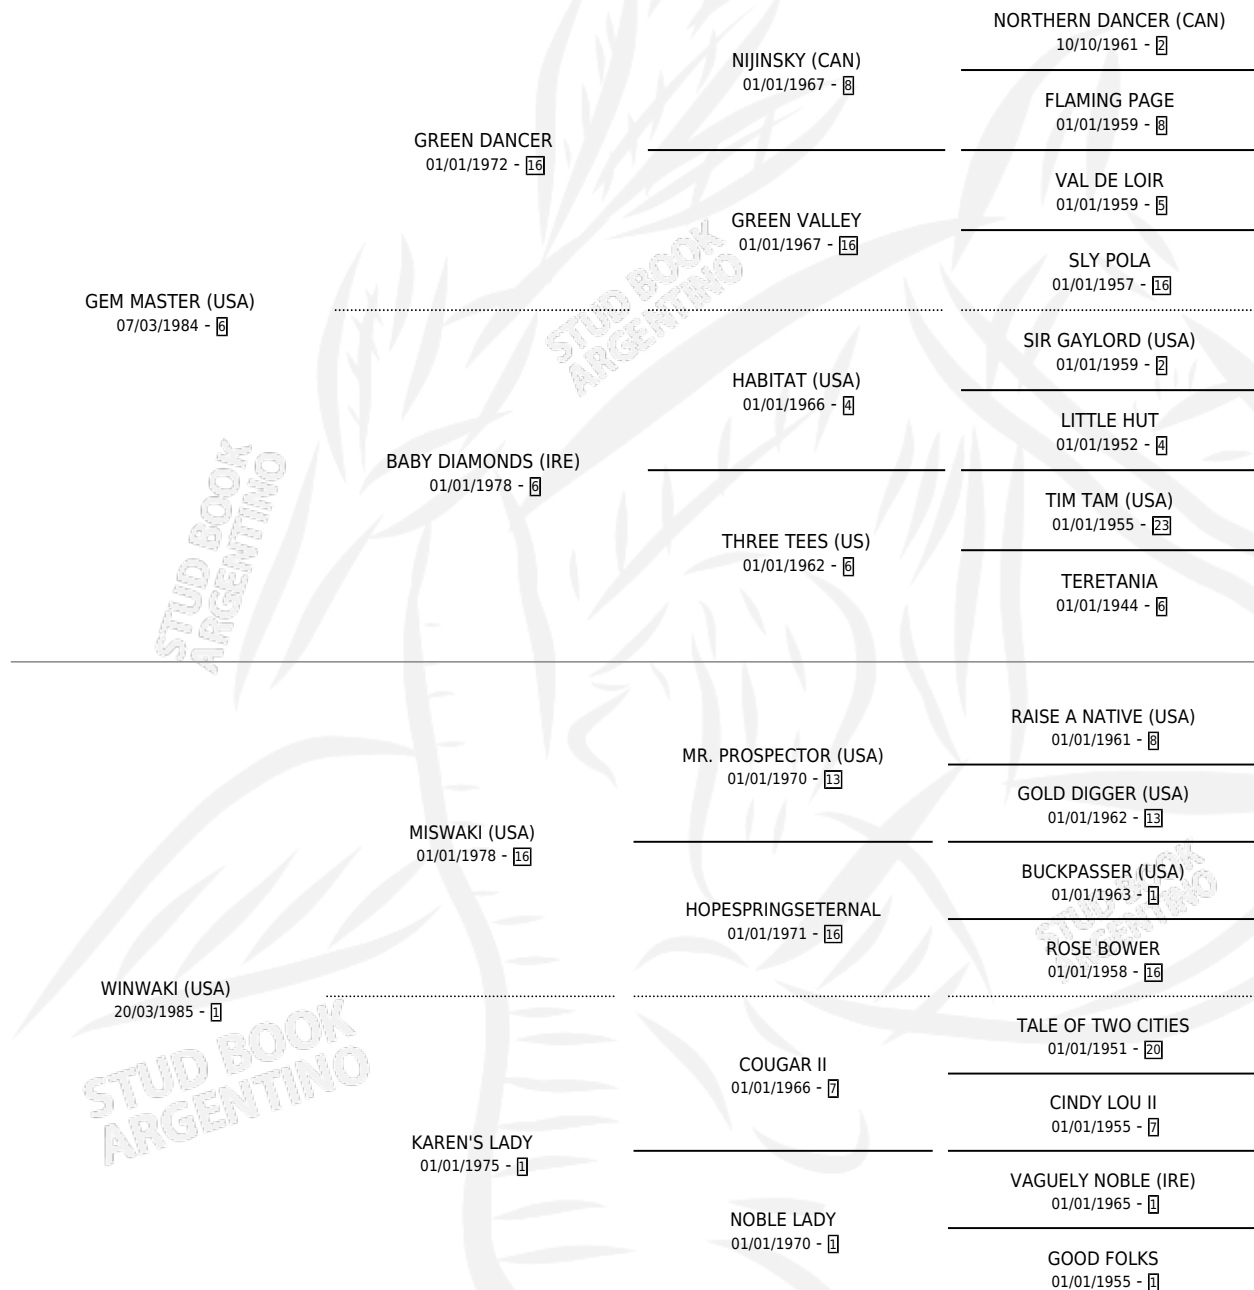 NORTHERN DANCER (CAN)
10/10/1961 - 2
NIJINSKY (CAN)
01/01/1967 - 8
FLAMING PAGE
01/01/1959 - 8
GREEN DANCER
01/01/1972 - 16
VAL DE LOIR
01/01/1959 - 5
GREEN VALLEY
01/01/1967 - 16
SLY POLA
01/01/1957 - 16
GEM MASTER (USA)
07/03/1984 - 6
STUD BOOK
ARGENTINO
SIR GAYLORD (USA)
01/01/1959 - 2
HABITAT (USA)
01/01/1966 - 4
LITTLE HUT
01/01/1952 - 4
BABY DIAMONDS (IRE)
01/01/1978 - 6
TIM TAM (USA)
01/01/1955 - 23
THREE TEES (US)
01/01/1962 - 6
TERETANIA
01/01/1944 - 6
STUD BOOK
ARGENTINO
RAISE A NATIVE (USA)
01/01/1961 - 8
MR. PROSPECTOR (USA)
01/01/1970 - 13
GOLD DIGGER (USA)
01/01/1962 - 13
MISWAKI (USA)
01/01/1978 - 16
BUCKPASSER (USA)
01/01/1963 - 1
HOPESPRINGSETERNAL
01/01/1971 - 16
STUD BOOK
ARGENTINO
ROSE BOWER
01/01/1958 - 16
WINWAKI (USA)
20/03/1985 - 1
TALE OF TWO CITIES
01/01/1951 - 20
COUGAR II
01/01/1966 - 7
STUD BOOK
ARGENTINO
CINDY LOU II
01/01/1955 - 7
KAREN'S LADY
01/01/1975 - 1
VAGUELY NOBLE (IRE)
01/01/1965 - 1
NOBLE LADY
01/01/1970 - 1
GOOD FOLKS
01/01/1955 - 1